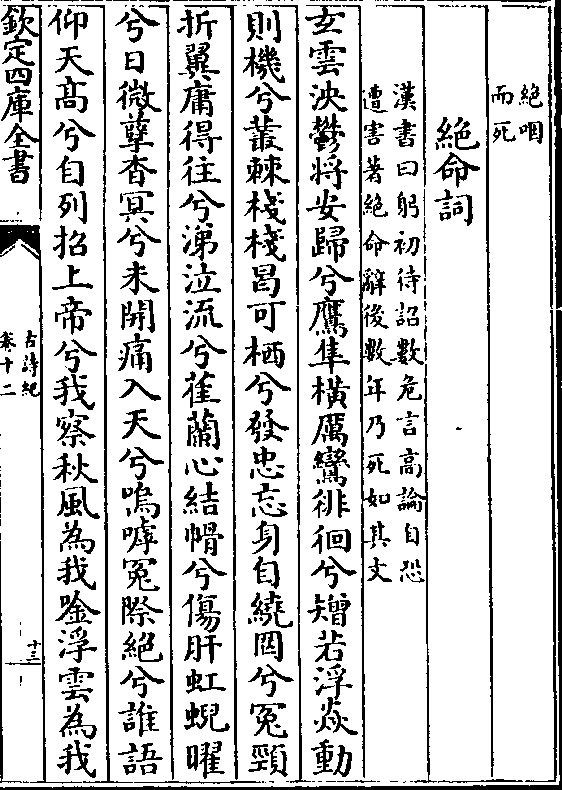 絶咽
而死
絶命詞
漢書曰躬初待詔數危言高論自恐
遭害著絶命辭後數年乃死如其文
玄雲泱鬱將安歸兮鷹隼横厲鸞徘徊兮矰若浮猋動
則機兮叢棘棧棧曷可栖兮發忠忘身自繞罔兮冤頸
折翼庸得往兮涕泣流兮萑蘭心結愲兮傷肝虹蜺曜
兮日微孽杳冥兮未開痛入天兮嗚嘑冤際絶兮誰語
仰天髙兮自列招上帝兮我察秋風為我唫浮雲為我
欽定四庫全書
古詩紀
卷十二
十三